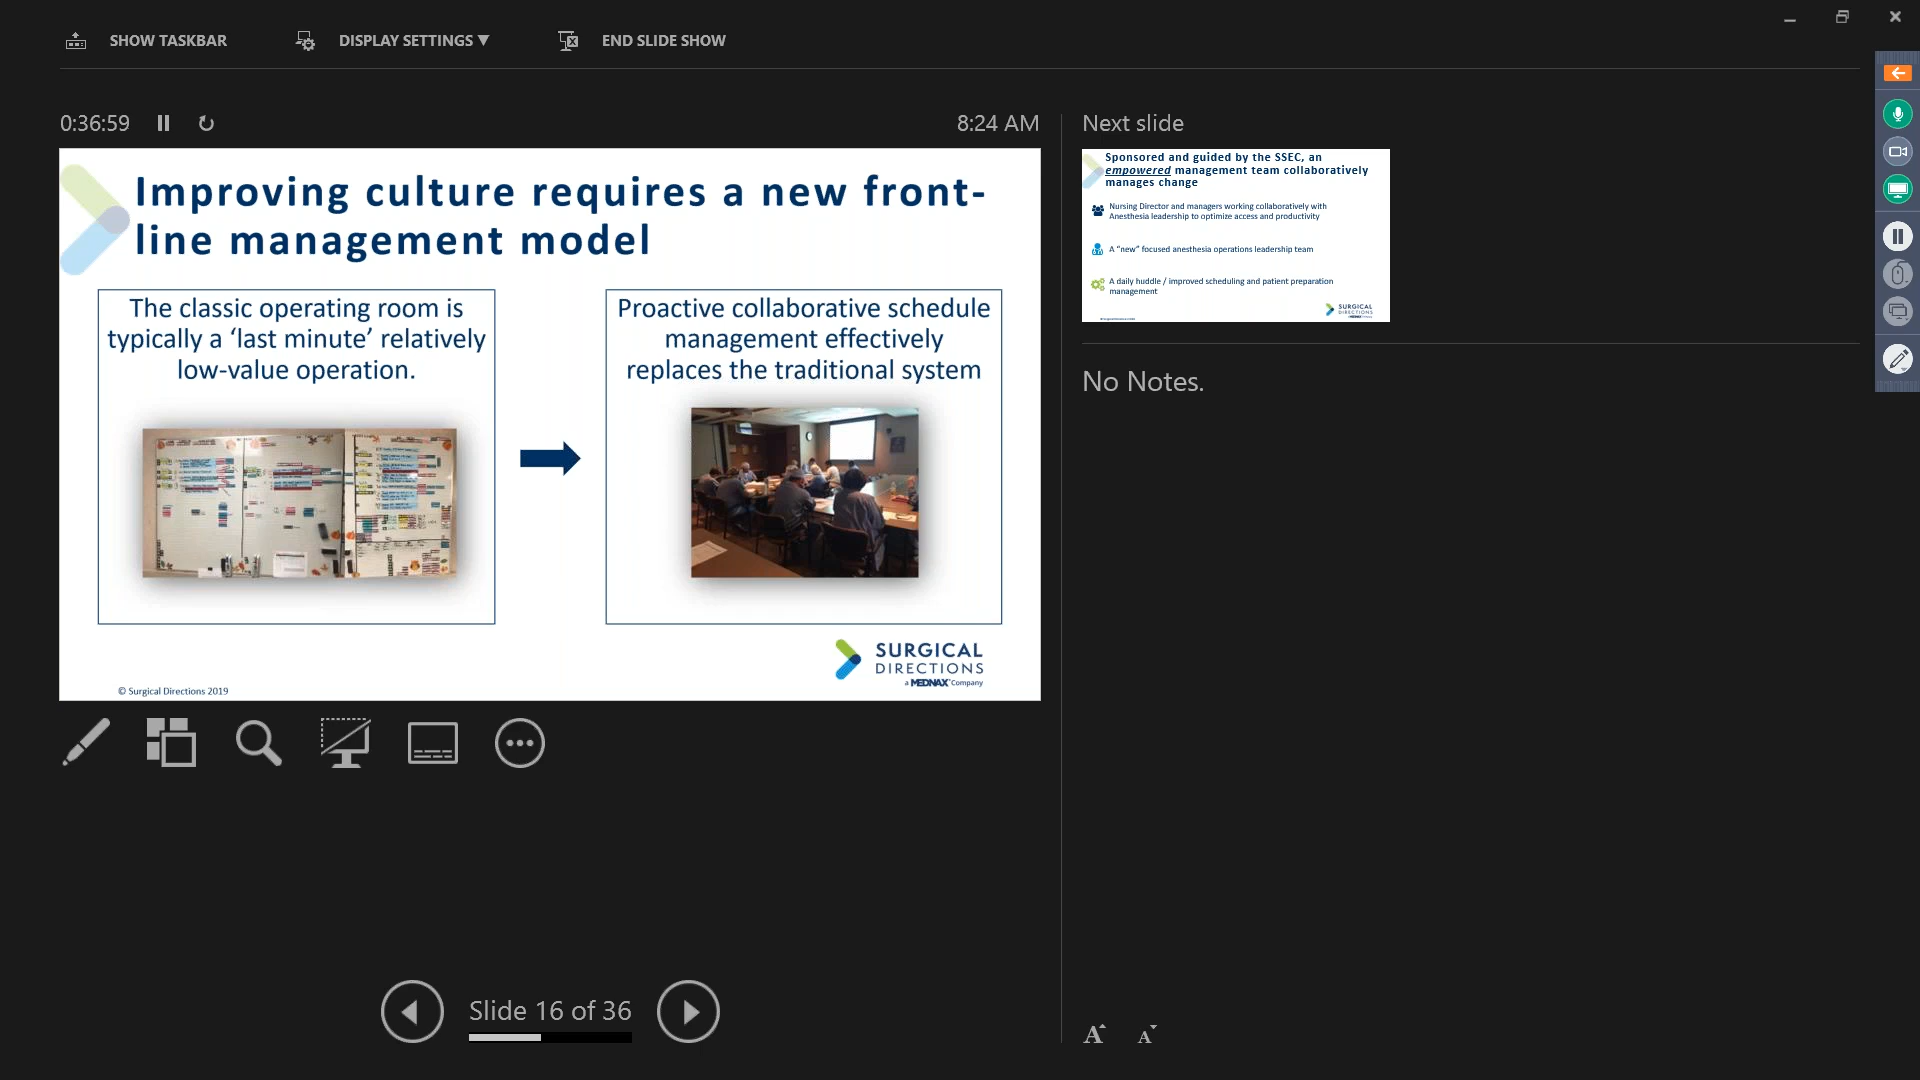 SHOW TASKBAR
DISPLAY SETTINGS ▼
END SLIDE SHOW
0:36:59
8:24 AM
Improving culture requires a new front-
line management model
The classic operating room is
typically a ‘last minute’ relatively
low-value operation.
Proactive collaborative schedule
management effectively
replaces the traditional system
SURGICAL
DIRECTIONS
a MEDNAX Company
© Surgical Directions 2019
Slide 16 of 36
Next slide
Sponsored and guided by the SSEC, an
empowered management team collaboratively
manages change
Nursing Director and managers working collaboratively with
Anesthesia leadership to optimize access and productivity
A “new” focused anesthesia operations leadership team
A daily huddle / improved scheduling and patient preparation
management
SURGICAL
DIRECTIONS
No Notes.
A A